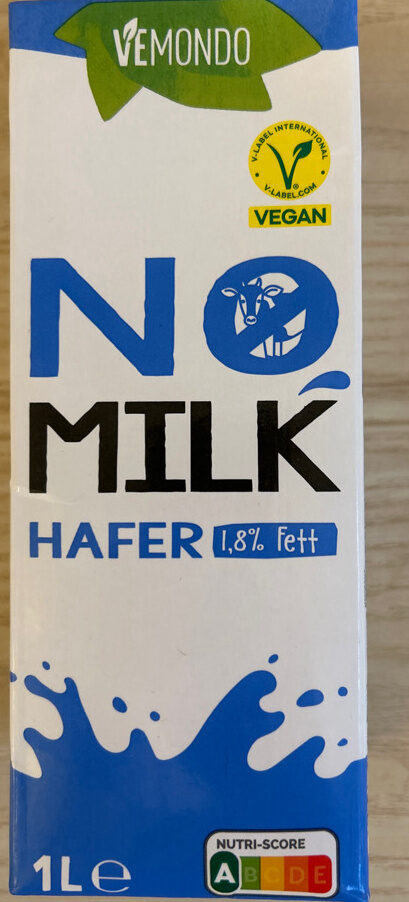 VEMONDO
V-LABEL INTERNATIONAL
V-LABEL.COM
VEGAN
NO
MILK
HAFER 1,8% Fett
NUTRI-SCORE
A B C D E
1L ℮